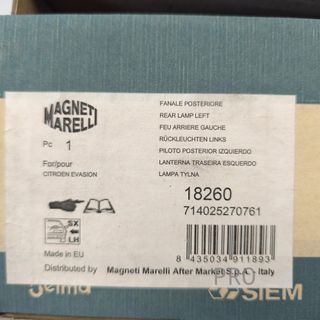 MAGNETI
MARELLI
Pc 1
For/pour
CITROEN EVASION
FANALE POSTERIORE
REAR LAMP LEFT
FEU ARRIERE GAUCHE
RÜCKLEUCHTEN LINKS
PILOTO POSTERIOR IZQUIERDO
LANTERNA TRASEIRA ESQUERDO
LAMPA TYLNA
18260
714025270761
SX
LH
8 435034 911893
Made in EU
Distributed by Magneti Marelli After Market S.p.A. - Italy
PRO
SIEM